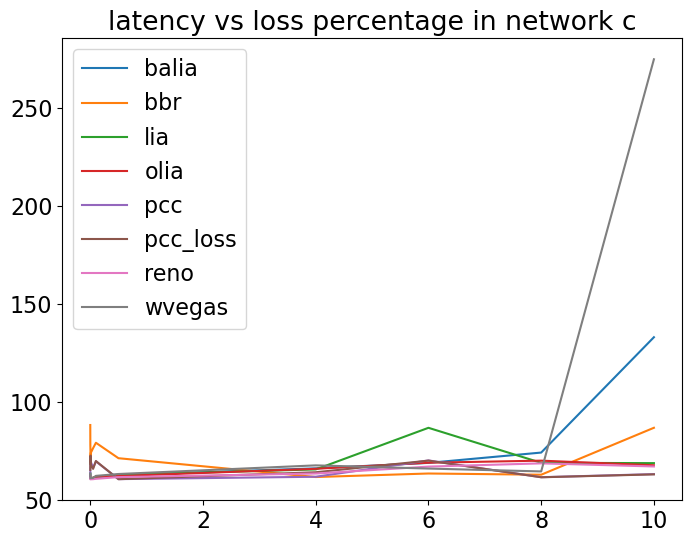 latency vs loss percentage in network c
balia
bbr
lia
olia
pcc
pcc_loss
reno
wvegas
250
200
150
100
50
0 2 4 6 8 10